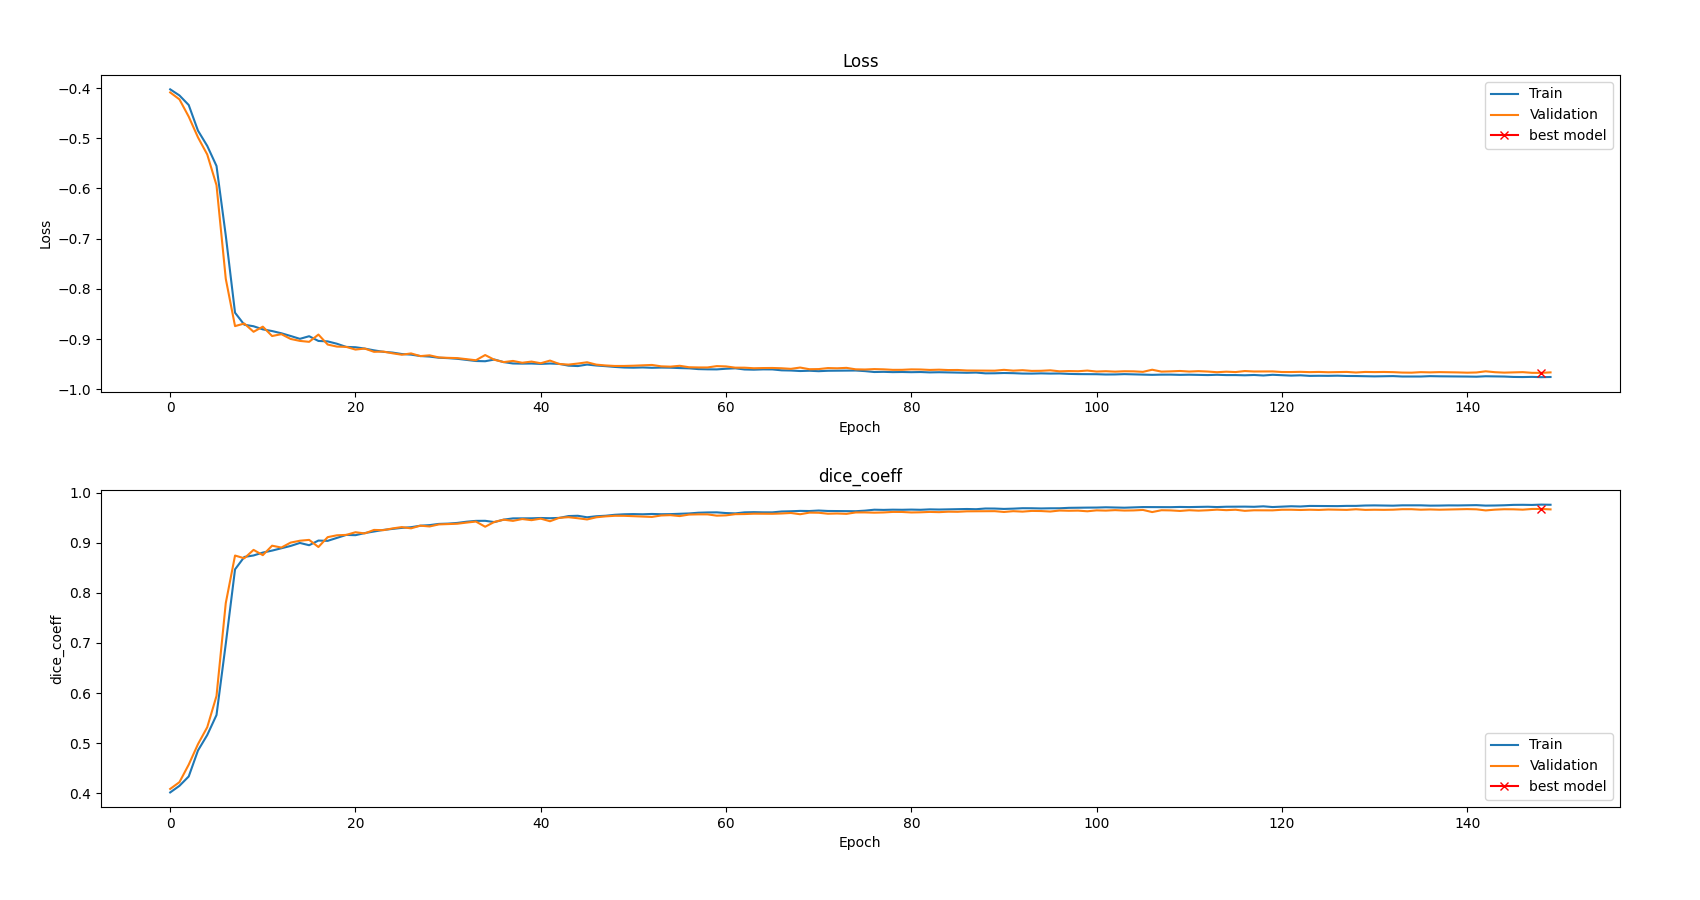 Loss
−0.4
−0.5
−0.6
−0.7
−0.8
−0.9
−1.0
Loss
Train
Validation
best model
0 20 40 60 80 100 120 140
Epoch
dice_coeff
1.0
0.9
0.8
0.7
0.6
0.5
0.4
dice_coeff
Train
Validation
best model
0 20 40 60 80 100 120 140
Epoch